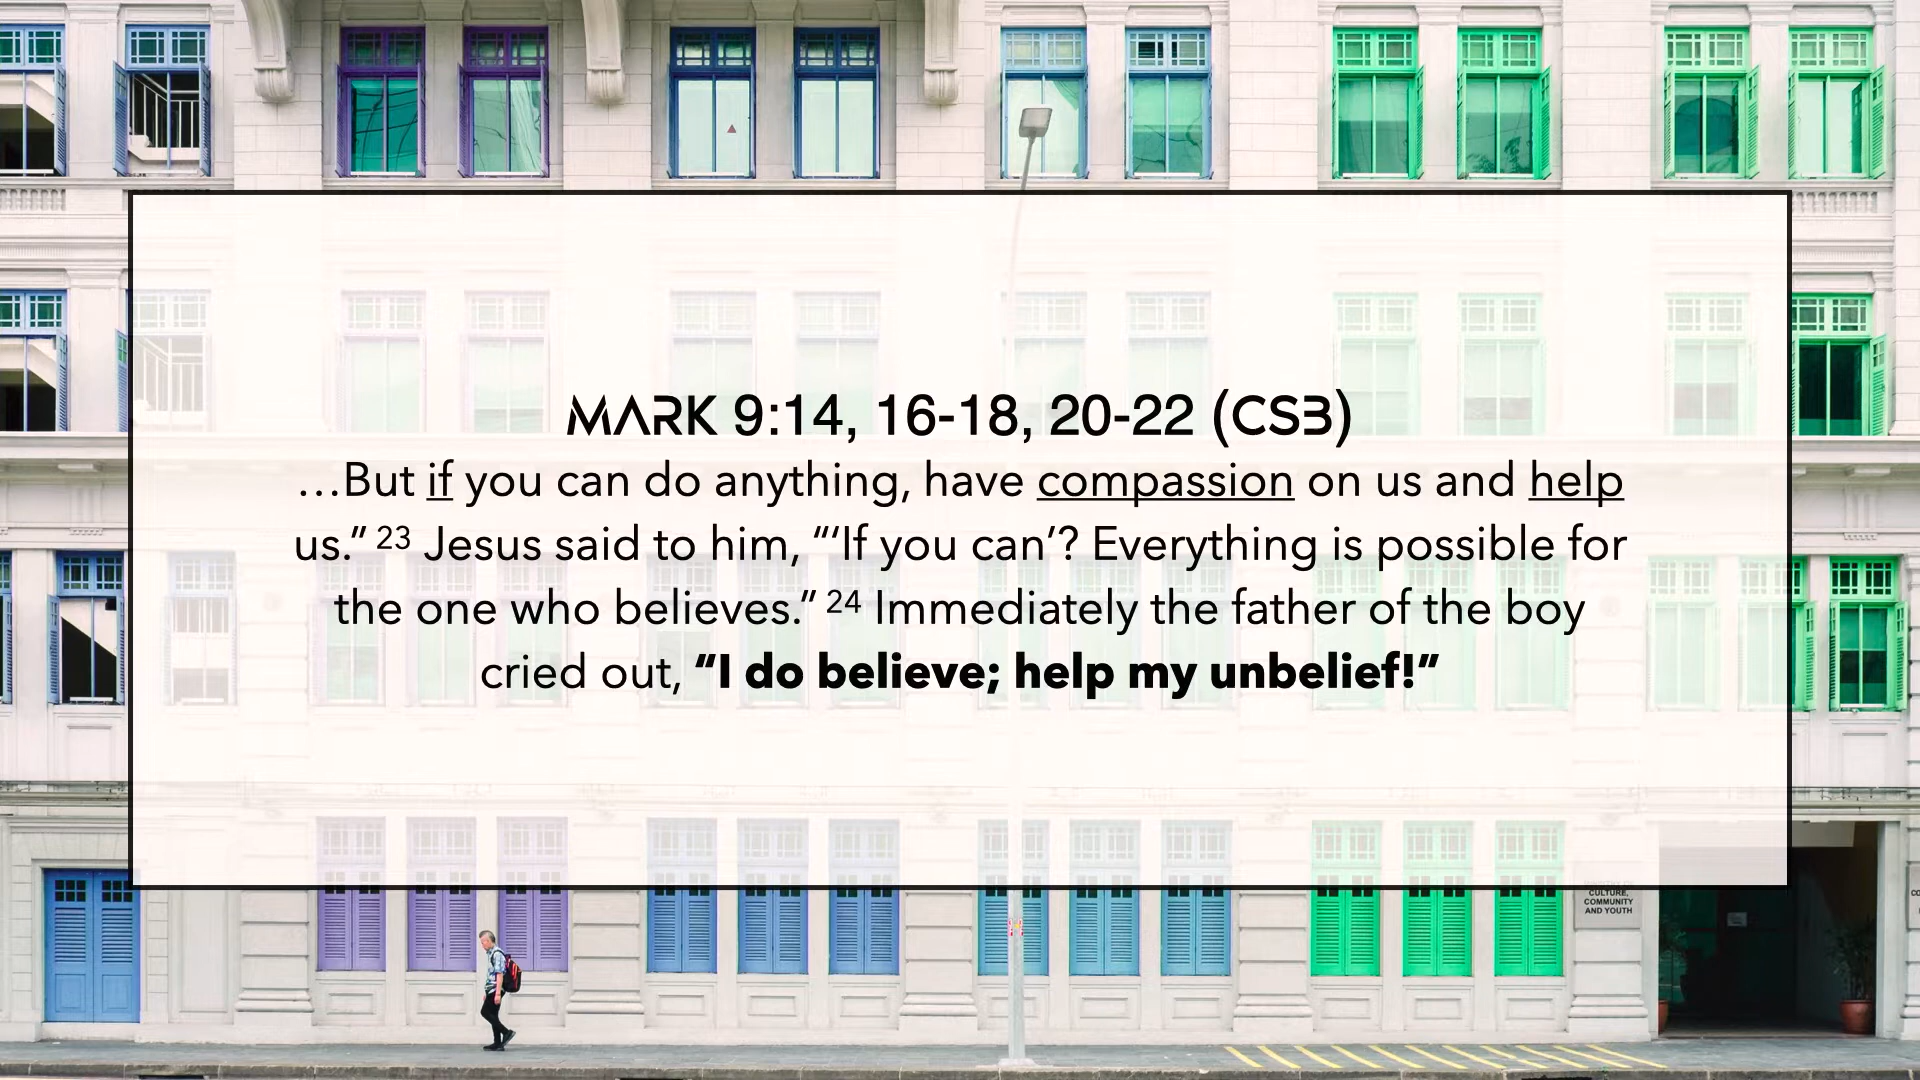 MARK 9:14, 16-18, 20-22 (CSB)
…But if you can do anything, have compassion on us and help
us.” 23 Jesus said to him, “‘If you can’? Everything is possible for
the one who believes.” 24 Immediately the father of the boy
cried out, “I do believe; help my unbelief!”
CULTURE,
COMMUNITY
AND YOUTH